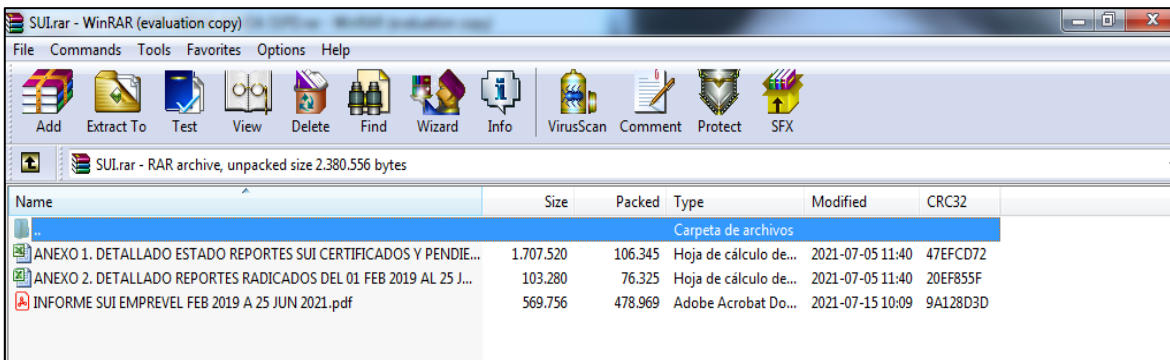 SUI.rar - WinRAR (evaluation copy)
File Commands Tools Favorites Options Help
Add Extract To Test View Delete Find Wizard Info VirusScan Comment Protect SFX
SUI.rar - RAR archive, unpacked size 2.380.556 bytes
Name Size Packed Type Modified CRC32
.. Carpeta de archivos
ANEXO 1. DETALLADO ESTADO REPORTES SUI CERTIFICADOS Y PENDIE... 1.707.520 106.345 Hoja de cálculo de... 2021-07-05 11:40 47EFCD72
ANEXO 2. DETALLADO REPORTES RADICADOS DEL 01 FEB 2019 AL 25 J... 103.280 76.325 Hoja de cálculo de... 2021-07-05 11:40 20EF855F
INFORME SUI EMPREVEL FEB 2019 A 25 JUN 2021.pdf 569.756 478.969 Adobe Acrobat Do... 2021-07-15 10:09 9A128D3D